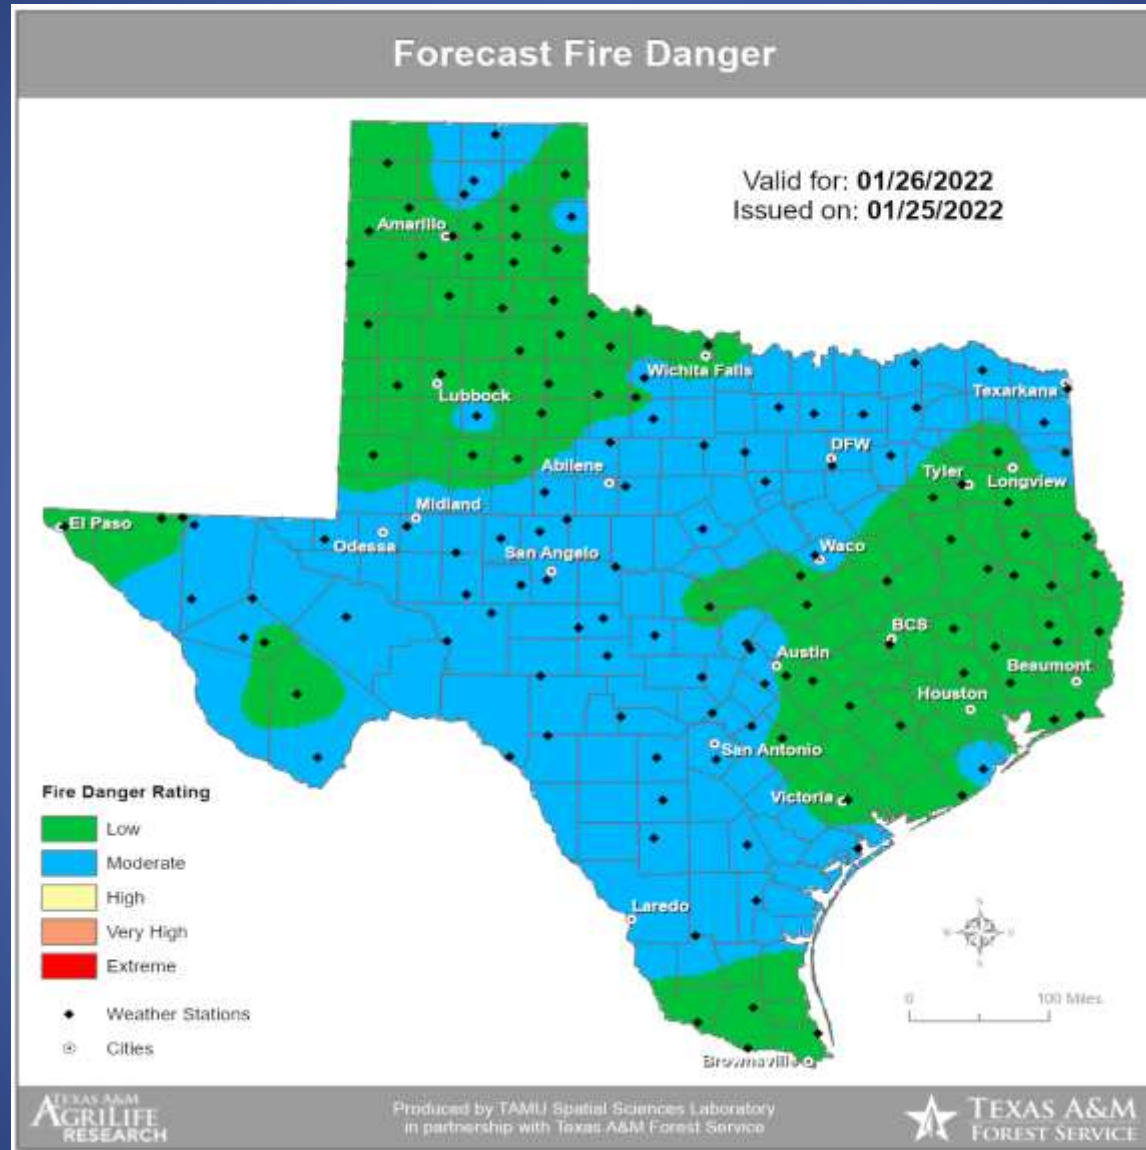 Forecast Fire Danger
Valid for: 01/26/2022
Issued on: 01/25/2022
Amarillo
Wichita Falls
Lubbock
Texarkana
DFW
Abilene
Tyler
Longview
Midland
El Paso
Odessa
Waco
San Angelo
BCS
Austin
Beaumont
Houston
San Antonio
Victoria
Laredo
Brownsville
Fire Danger Rating
Low
Moderate
High
Very High
Extreme
Weather Stations
Cities
N
W
E
S
0
100 Miles
TEXAS A&M
AGRILIFE
RESEARCH
Produced by TAMU Spatial Sciences Laboratory
in partnership with Texas A&M Forest Service
TEXAS A&M
FOREST SERVICE